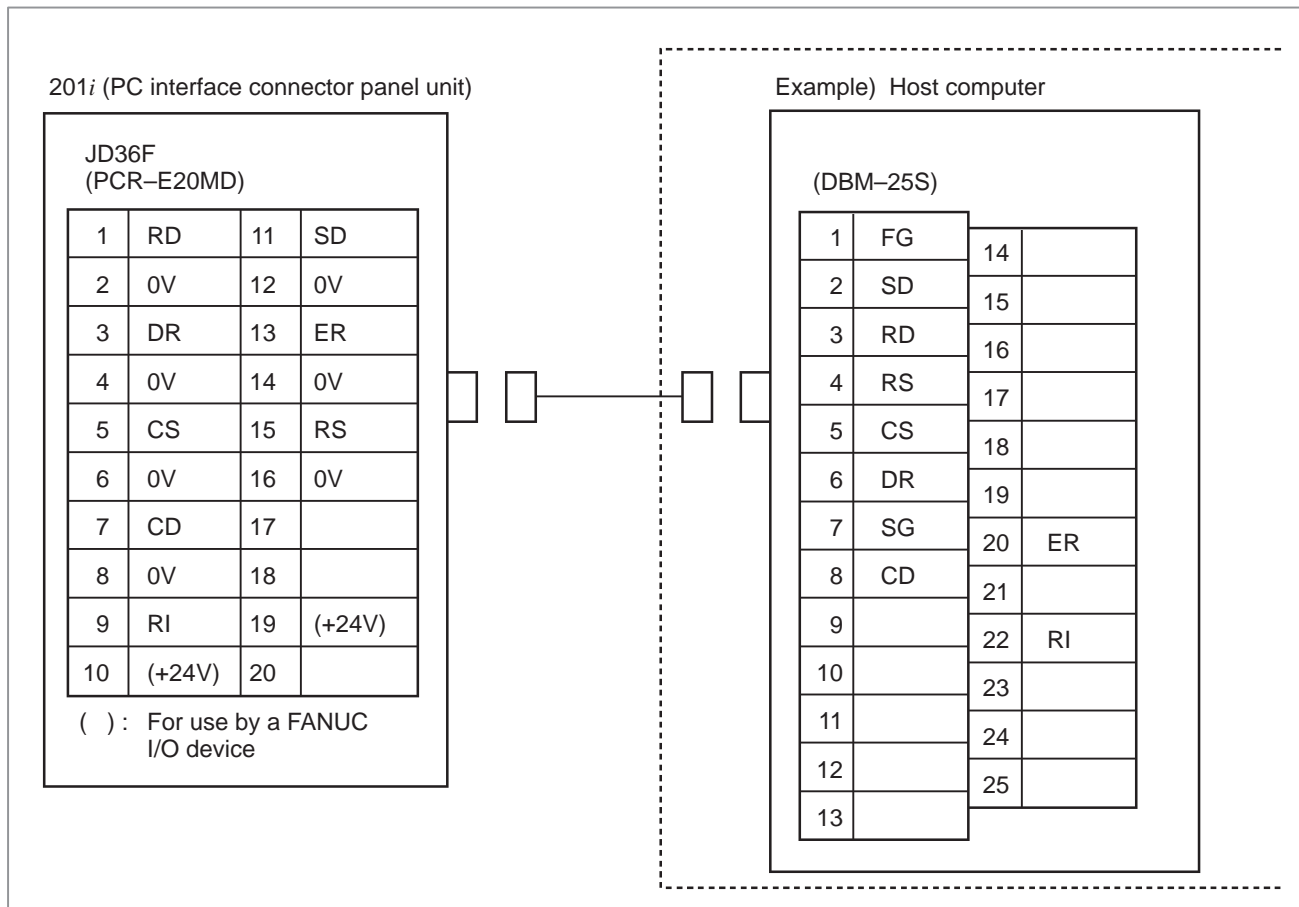 201i (PC interface connector panel unit)
JD36F
(PCR–E20MD)
1 RD 11 SD
2 0V 12 0V
3 DR 13 ER
4 0V 14 0V
5 CS 15 RS
6 0V 16 0V
7 CD 17
8 0V 18
9 RI 19 (+24V)
10 (+24V) 20
( ) : For use by a FANUC
I/O device
Example) Host computer
(DBM–25S)
1 FG
2 SD
3 RD
4 RS
5 CS
6 DR
7 SG
8 CD
9
10
11
12
13
14
15
16
17
18
19
20 ER
21
22 RI
23
24
25